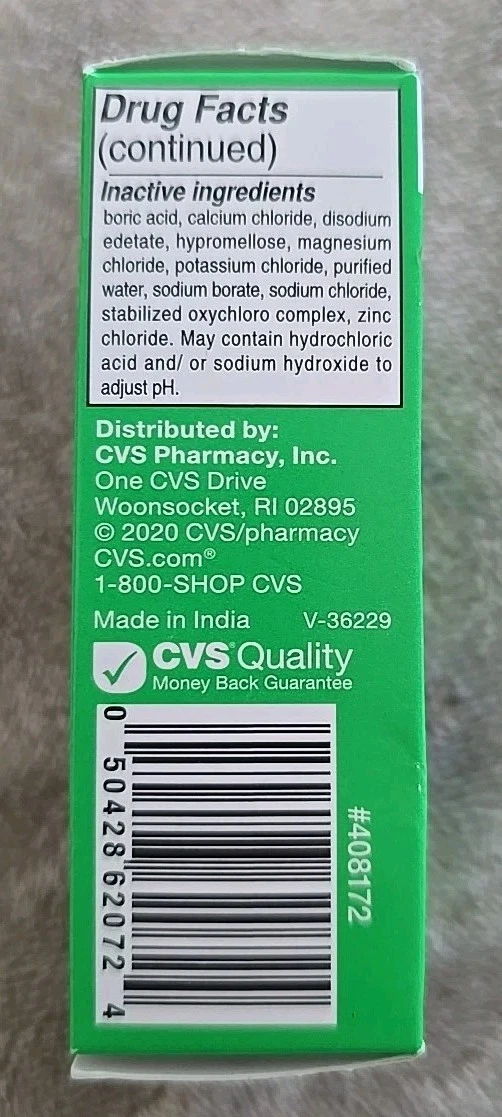 Drug Facts
(continued)
Inactive ingredients
boric acid, calcium chloride, disodium
edetate, hypromellose, magnesium
chloride, potassium chloride, purified
water, sodium borate, sodium chloride,
stabilized oxychloro complex, zinc
chloride. May contain hydrochloric
acid and/ or sodium hydroxide to
adjust pH.
Distributed by:
CVS Pharmacy, Inc.
One CVS Drive
Woonsocket, RI 02895
© 2020 CVS/pharmacy
CVS.com®
1-800-SHOP CVS
Made in India V-36229
CVS® Quality
Money Back Guarantee
0 50428 62072 4
#408172